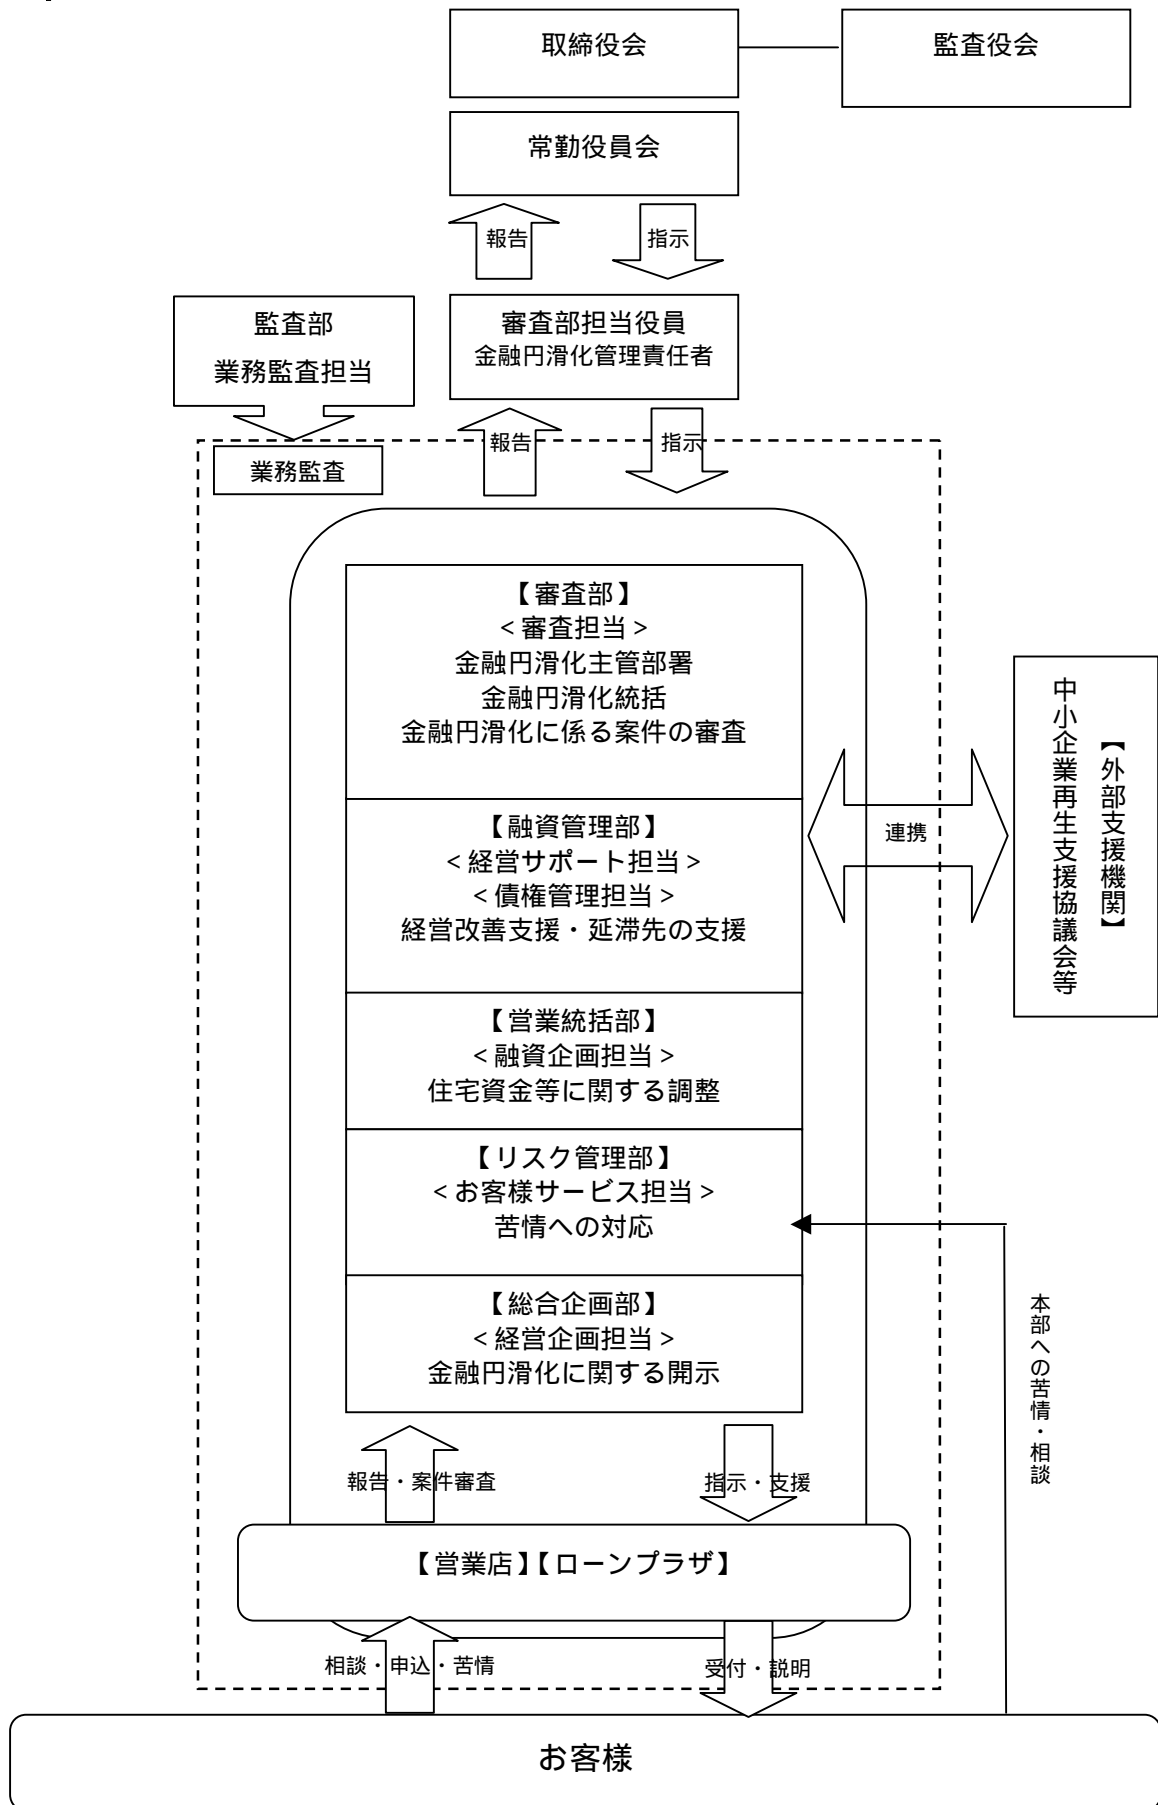 取締役会
監査役会
常勤役員会
報告
指示
監査部
業務監査担当
審査部担当役員
金融円滑化管理責任者
報告
指示
業務監査
【審査部】
<審査担当>
金融円滑化主管部署
金融円滑化統括
金融円滑化に係る案件の審査
【融資管理部】
<経営サポート担当>
<債権管理担当>
経営改善支援・延滞先の支援
連携
【外部支援機関】
中小企業再生支援協議会等
【営業統括部】
<融資企画担当>
住宅資金等に関する調整
【リスク管理部】
<お客様サービス担当>
苦情への対応
【総合企画部】
<経営企画担当>
金融円滑化に関する開示
本部への苦情・相談
報告・案件審査
指示・支援
【営業店】【ローンプラザ】
相談・申込・苦情
受付・説明
お客様